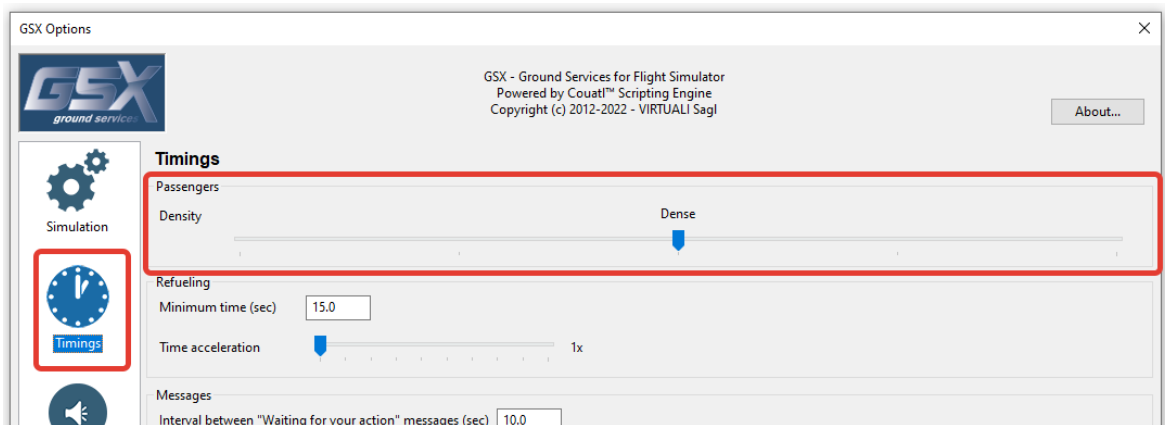 GSX Options
GSX
ground services
GSX - Ground Services for Flight Simulator
Powered by Couatl™ Scripting Engine
Copyright (c) 2012-2022 - VIRTUALI Sagl
About...
Simulation
Timings
Timings
Passengers
Density
Dense
Refueling
Minimum time (sec) 15.0
Time acceleration 1x
Messages
Interval between "Waiting for your action" messages (sec) 10.0